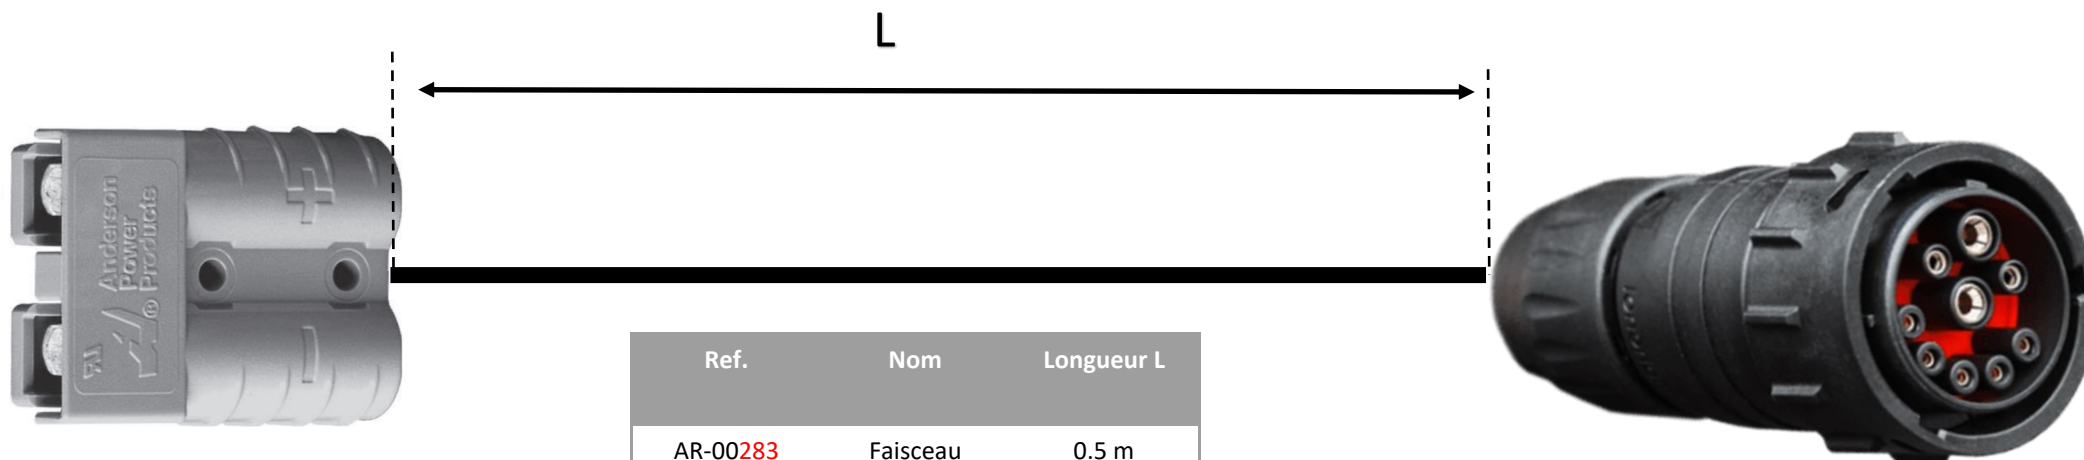 L
Anderson
Power
Products
®
+
-
Ref. Nom Longueur L
AR-00283 Faisceau 0.5 m